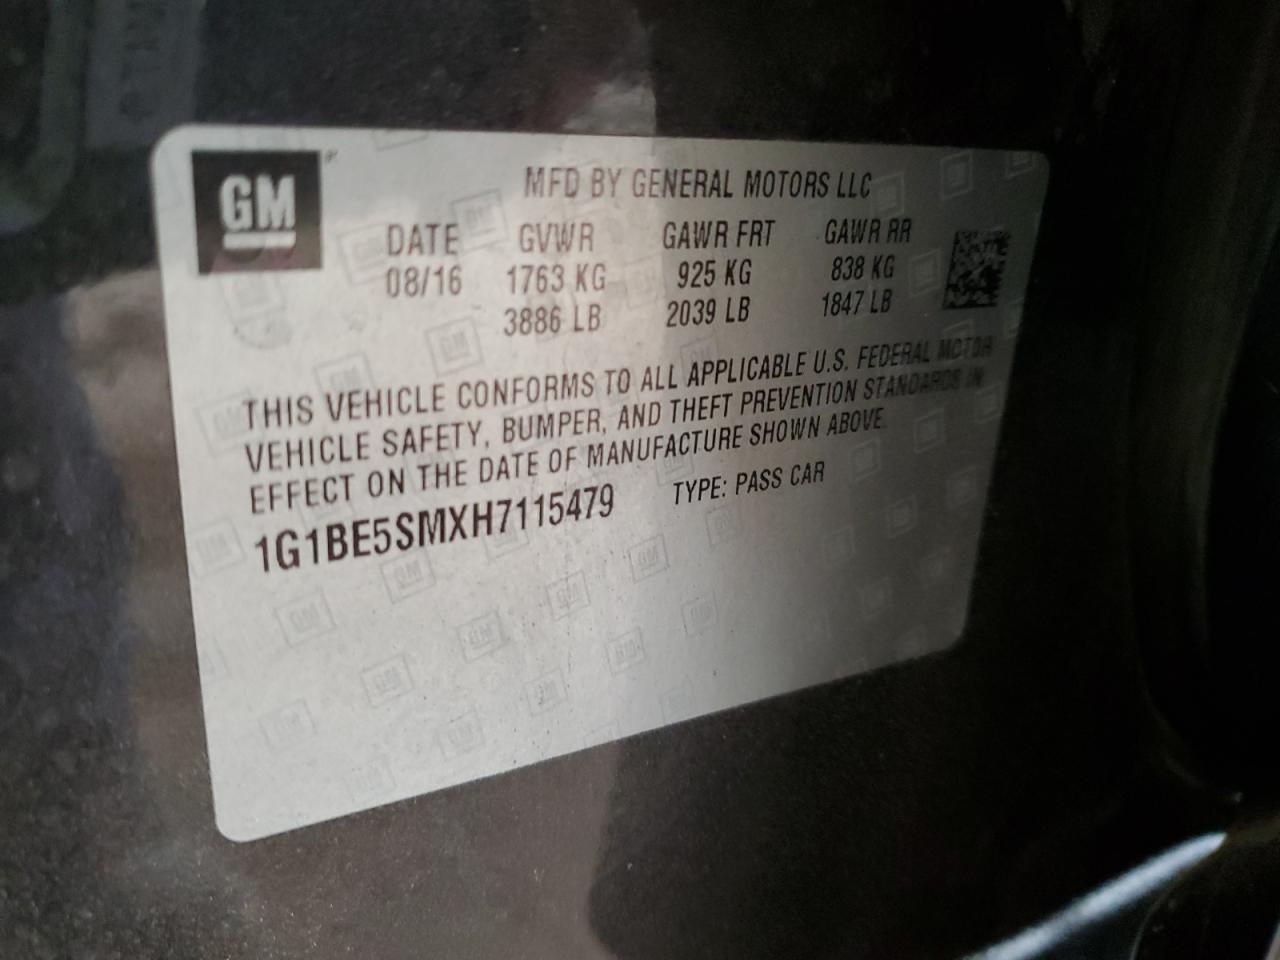 GM
MFD BY GENERAL MOTORS LLC
DATE GVWR GAWR FRT GAWR RR
08/16 1763 KG 925 KG 838 KG
3886 LB 2039 LB 1847 LB
THIS VEHICLE CONFORMS TO ALL APPLICABLE U.S. FEDERAL MOTOR
VEHICLE SAFETY, BUMPER, AND THEFT PREVENTION STANDARDS IN
EFFECT ON THE DATE OF MANUFACTURE SHOWN ABOVE.
1G1BE5SMXH7115479 TYPE: PASS CAR